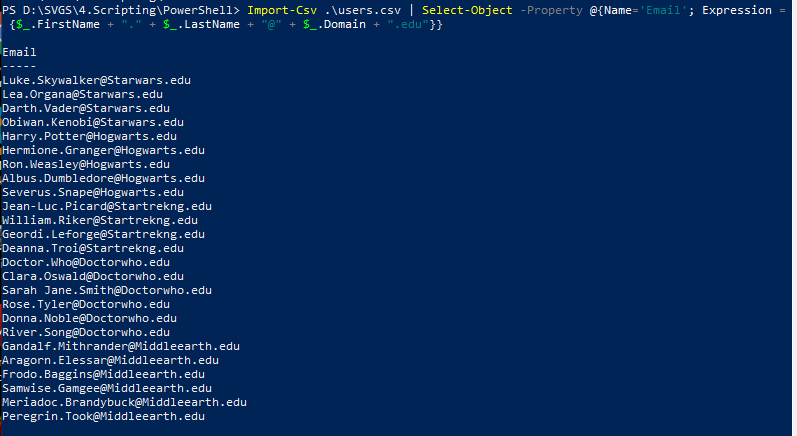 PS D:\SVGS\4.Scripting\PowerShell> Import-Csv .\users.csv | Select-Object -Property @{Name='Email'; Expression =
{$_.FirstName + "." + $_.LastName + "@" + $_.Domain + ".edu"}}
Email
-----
Luke.Skywalker@Starwars.edu
Lea.Organa@Starwars.edu
Darth.Vader@Starwars.edu
Obiwan.Kenobi@Starwars.edu
Harry.Potter@Hogwarts.edu
Hermione.Granger@Hogwarts.edu
Ron.Weasley@Hogwarts.edu
Albus.Dumbledore@Hogwarts.edu
Severus.Snape@Hogwarts.edu
Jean-Luc.Picard@Startrekng.edu
William.Riker@Startrekng.edu
Geordi.Leforge@Startrekng.edu
Deanna.Troi@Startrekng.edu
Doctor.Who@Doctorwho.edu
Clara.Oswald@Doctorwho.edu
Sarah Jane.Smith@Doctorwho.edu
Rose.Tyler@Doctorwho.edu
Donna.Noble@Doctorwho.edu
River.Song@Doctorwho.edu
Gandalf.Mithrander@Middleearth.edu
Aragorn.Elessar@Middleearth.edu
Frodo.Baggins@Middleearth.edu
Samwise.Gamgee@Middleearth.edu
Meriadoc.Brandybuck@Middleearth.edu
Peregrin.Took@Middleearth.edu